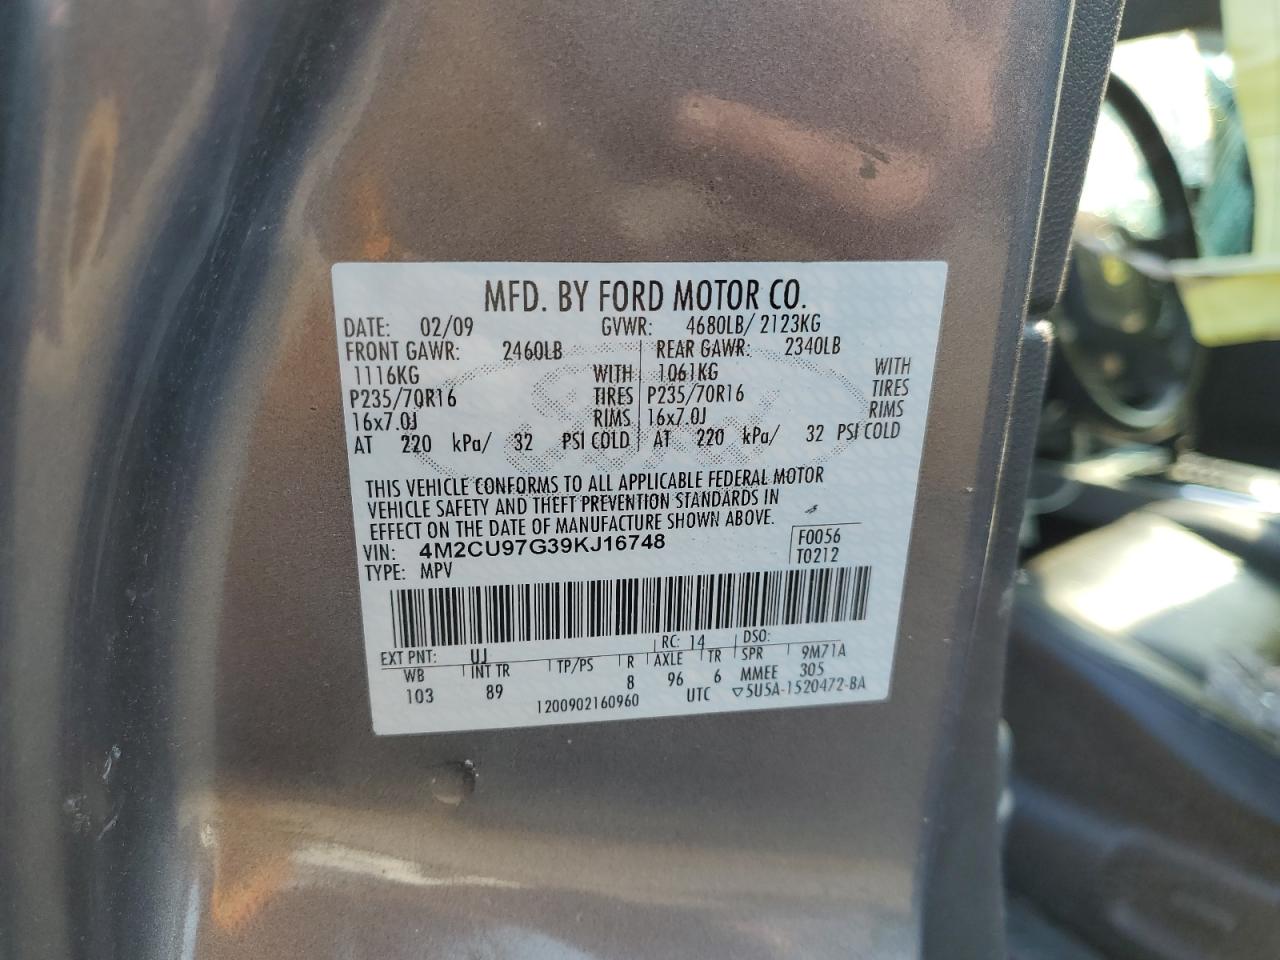 MFD. BY FORD MOTOR CO.
DATE: 02/09 GVWR: 4680LB/ 2123KG
FRONT GAWR: 2460LB REAR GAWR: 2340LB
1116KG WITH 1061KG WITH
P235/70R16 TIRES P235/70R16 TIRES
16x7.0J RIMS 16x7.0J RIMS
AT 220 kPa/ 32 PSI COLD AT 220 kPa/ 32 PSI COLD
THIS VEHICLE CONFORMS TO ALL APPLICABLE FEDERAL MOTOR
VEHICLE SAFETY AND THEFT PREVENTION STANDARDS IN
EFFECT ON THE DATE OF MANUFACTURE SHOWN ABOVE.
VIN: 4M2CU97G39KJ16748 F0056
TYPE: MPV T0212
EXT PNT: UJ RC: 14 DSO:
WB INT TR TP/PS R AXLE TR SPR 9M71A
103 89 8 96 6 MMEE 305
1200902160960 UTC ▽5U5A-1520472-BA